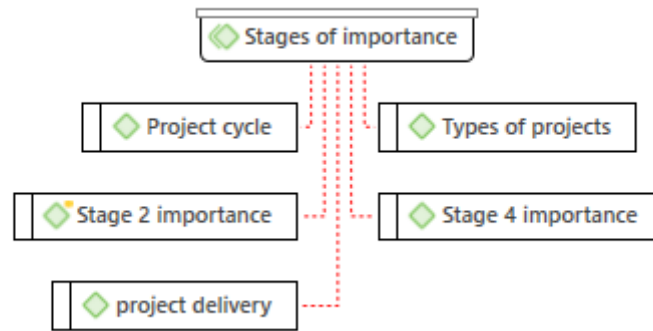 Stages of importance
Project cycle
Types of projects
Stage 2 importance
Stage 4 importance
project delivery